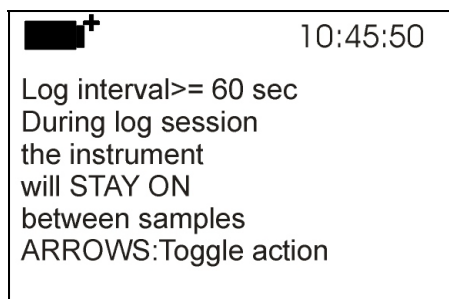 10:45:50
Log interval>= 60 sec
During log session
the instrument
will STAY ON
between samples
ARROWS:Toggle action